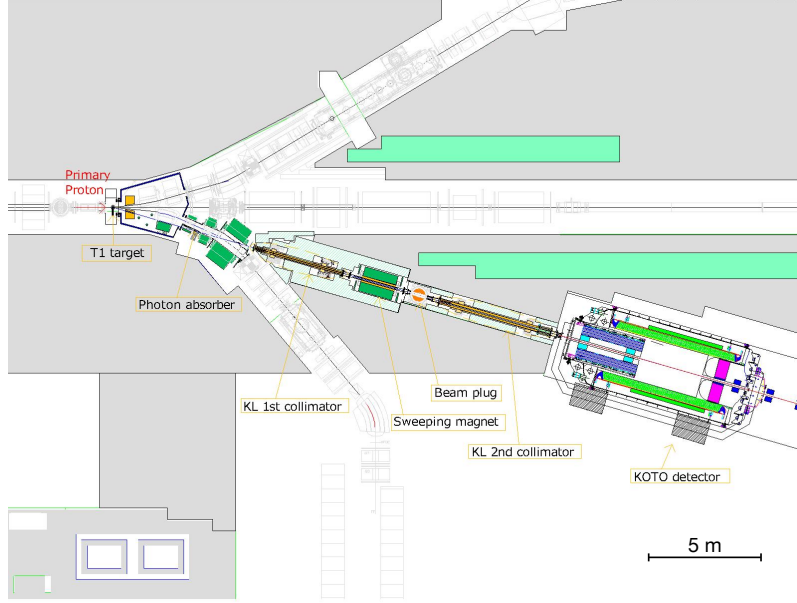 Primary
Proton
T1 target
Photon absorber
KL 1st collimator
Beam plug
Sweeping magnet
KL 2nd collimator
KOTO detector
5 m